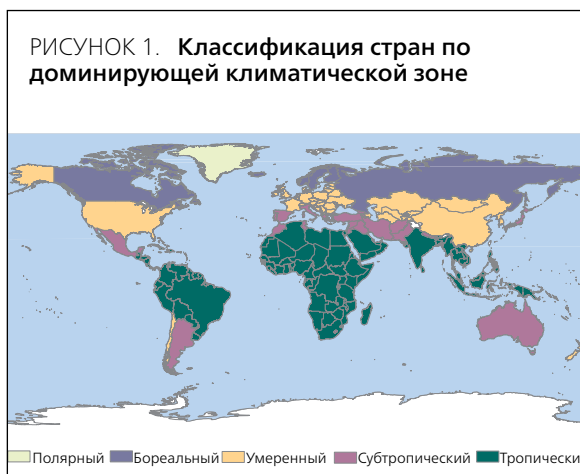 РИСУНОК 1. Классификация стран по
доминирующей климатической зоне
Полярный Бореальный Умеренный Субтропический Тропически